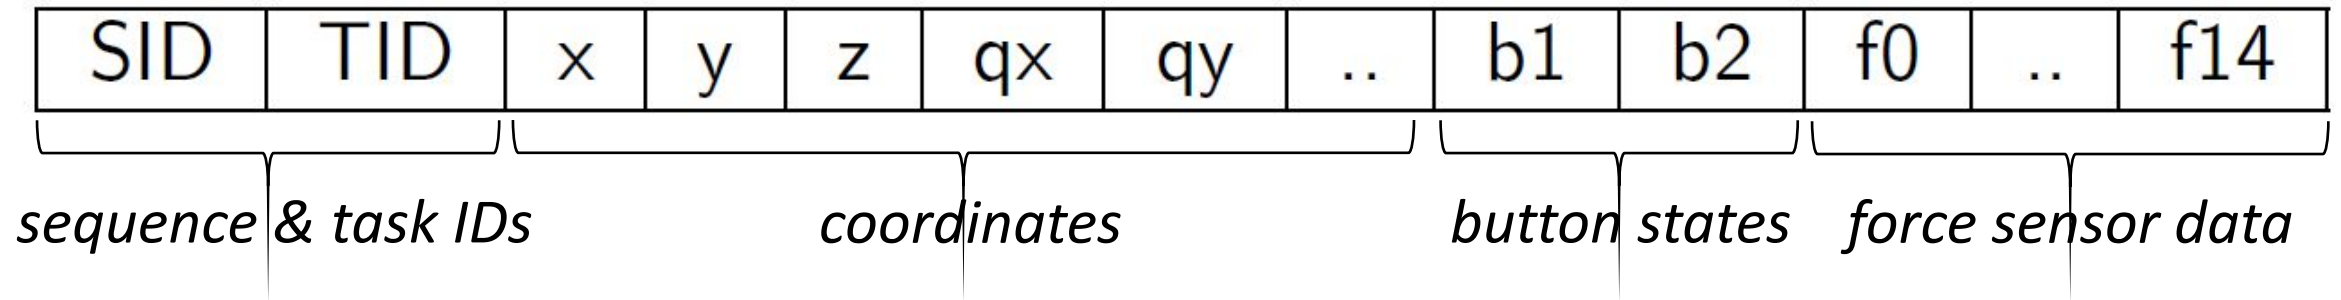 SID TID x y z qx qy .. b1 b2 f0 .. f14
sequence & task IDs coordinates button states force sensor data